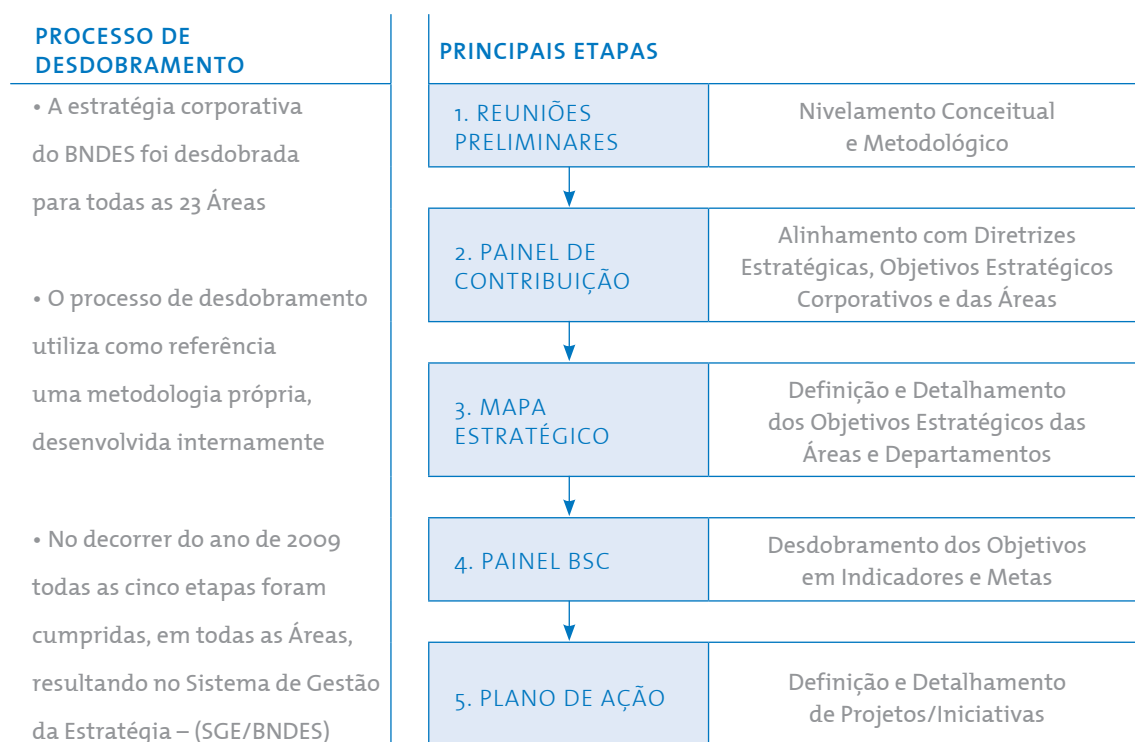 PROCESSO DE
DESDOBRAMENTO
• A estratégia corporativa
do BNDES foi desdobrada
para todas as 23 Áreas
• O processo de desdobramento
utiliza como referência
uma metodologia própria,
desenvolvida internamente
• No decorrer do ano de 2009
todas as cinco etapas foram
cumpridas, em todas as Áreas,
resultando no Sistema de Gestão
da Estratégia – (SGE/BNDES)
PRINCIPAIS ETAPAS
1. REUNIÕES
PRELIMINARES
Nivelamento Conceitual
e Metodológico
2. PAINEL DE
CONTRIBUIÇÃO
Alinhamento com Diretrizes
Estratégicas, Objetivos Estratégicos
Corporativos e das Áreas
3. MAPA
ESTRATÉGICO
Definição e Detalhamento
dos Objetivos Estratégicos das
Áreas e Departamentos
4. PAINEL BSC
Desdobramento dos Objetivos
em Indicadores e Metas
5. PLANO DE AÇÃO
Definição e Detalhamento
de Projetos/Iniciativas